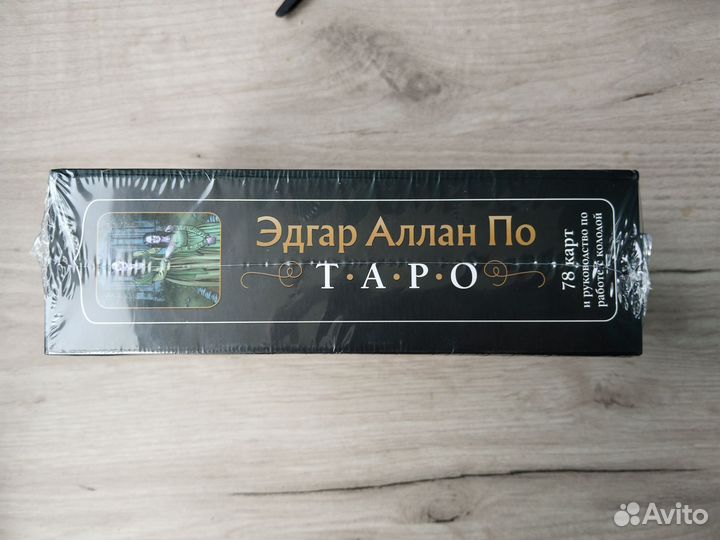 Эдгар Аллан По
Т·А·Р·О
78 карт
и руководство по
работе с колодой
Avito